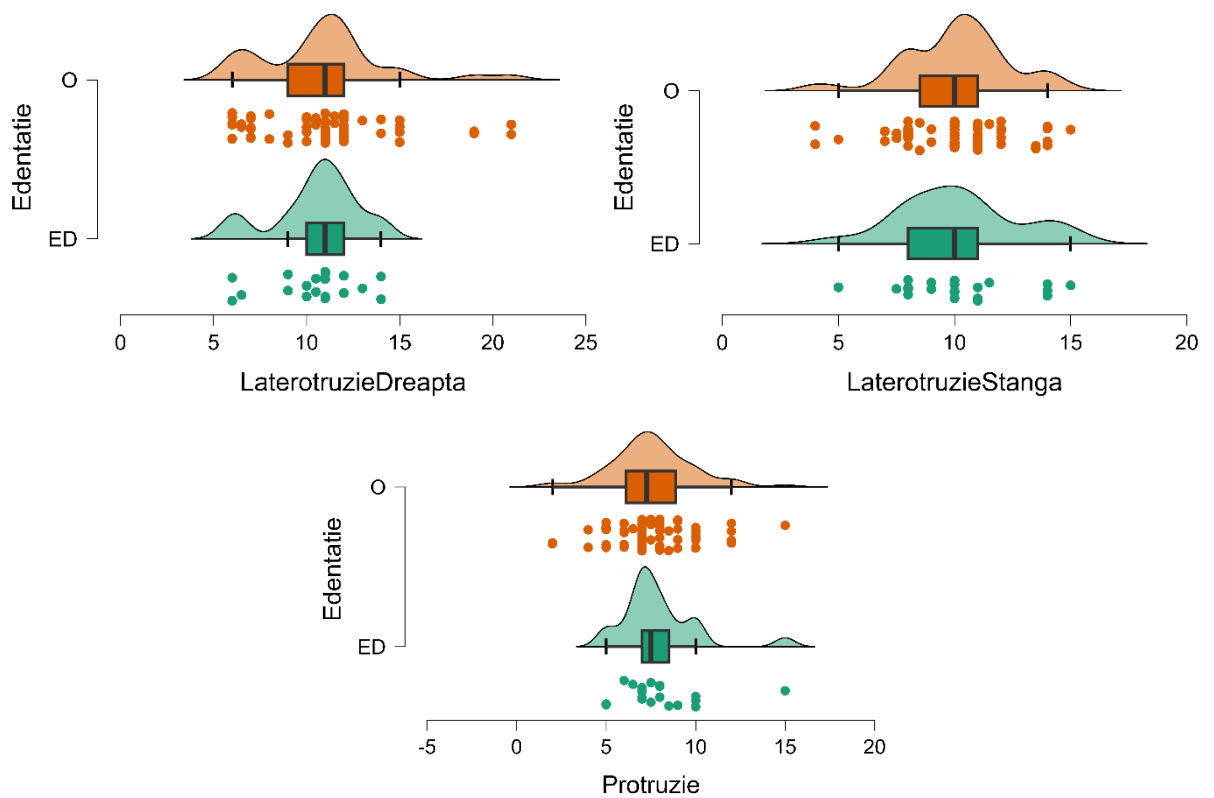 Edentatie
O
ED
0 5 10 15 20 25
LaterotruzieDreapta
Edentatie
O
ED
0 5 10 15 20
LaterotruzieStanga
Edentatie
O
ED
-5 0 5 10 15 20
Protruzie